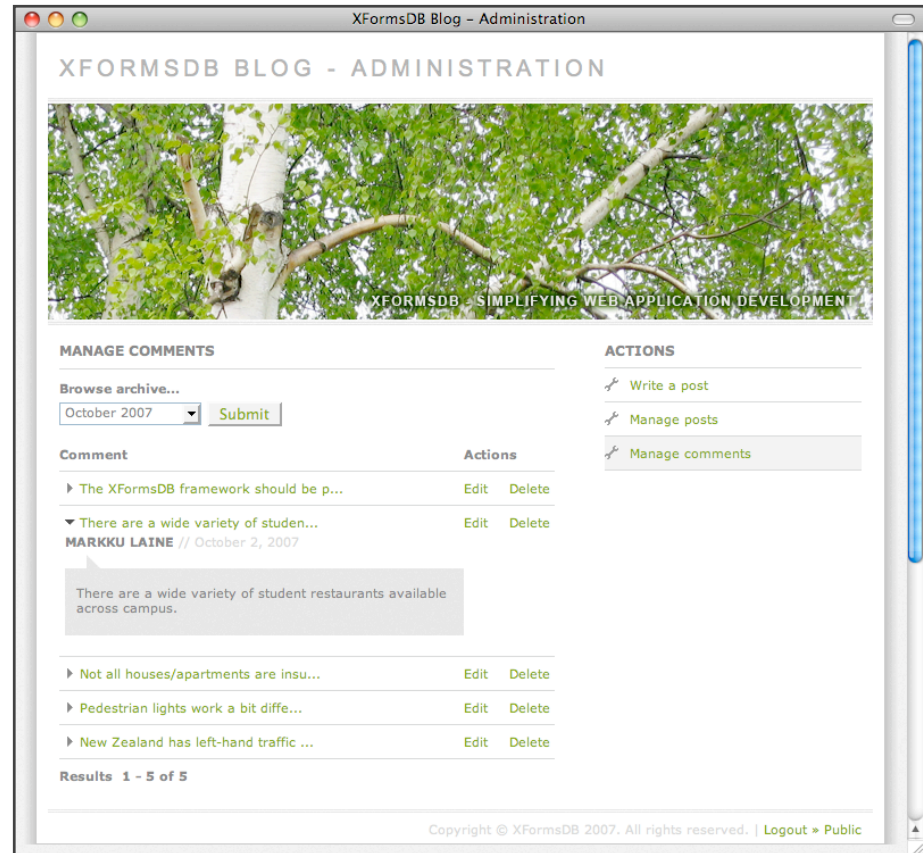 XFormsDB Blog – Administration
XFORMSDB BLOG - ADMINISTRATION
XFORMSDB - SIMPLIFYING WEB APPLICATION DEVELOPMENT
MANAGE COMMENTS
Browse archive...
October 2007 Submit
Comment Actions
The XFormsDB framework should be p... Edit Delete
There are a wide variety of studen... Edit Delete
MARKKU LAINE // October 2, 2007
There are a wide variety of student restaurants available
across campus.
Not all houses/apartments are insu... Edit Delete
Pedestrian lights work a bit diffe... Edit Delete
New Zealand has left-hand traffic ... Edit Delete
Results 1 - 5 of 5
ACTIONS
Write a post
Manage posts
Manage comments
Copyright © XFormsDB 2007. All rights reserved. | Logout » Public